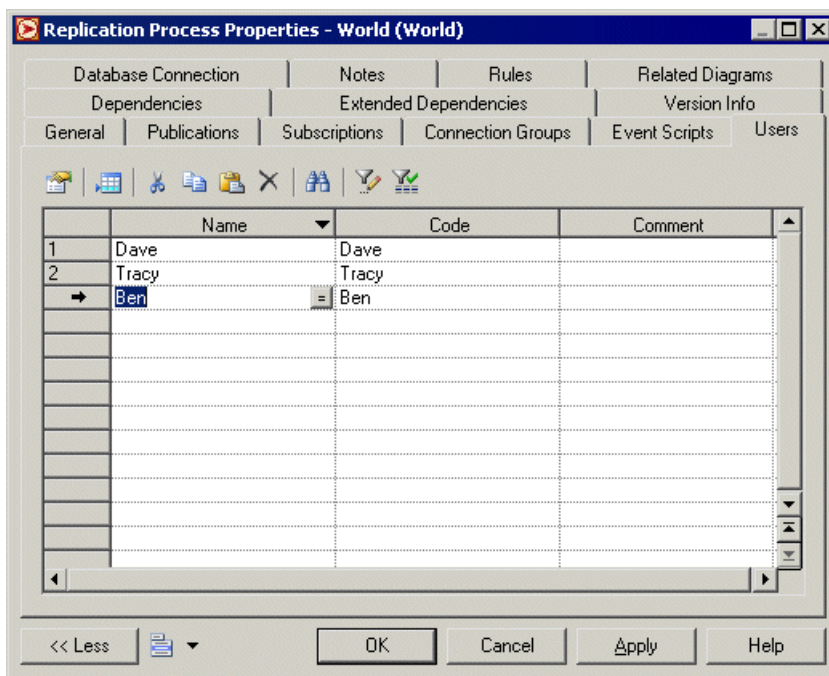 Replication Process Properties - World (World)
Database Connection Notes Rules Related Diagrams
Dependencies Extended Dependencies Version Info
General Publications Subscriptions Connection Groups Event Scripts Users
Name Code Comment
1 Dave Dave
2 Tracy Tracy
Ben = Ben
<< Less OK Cancel Apply Help